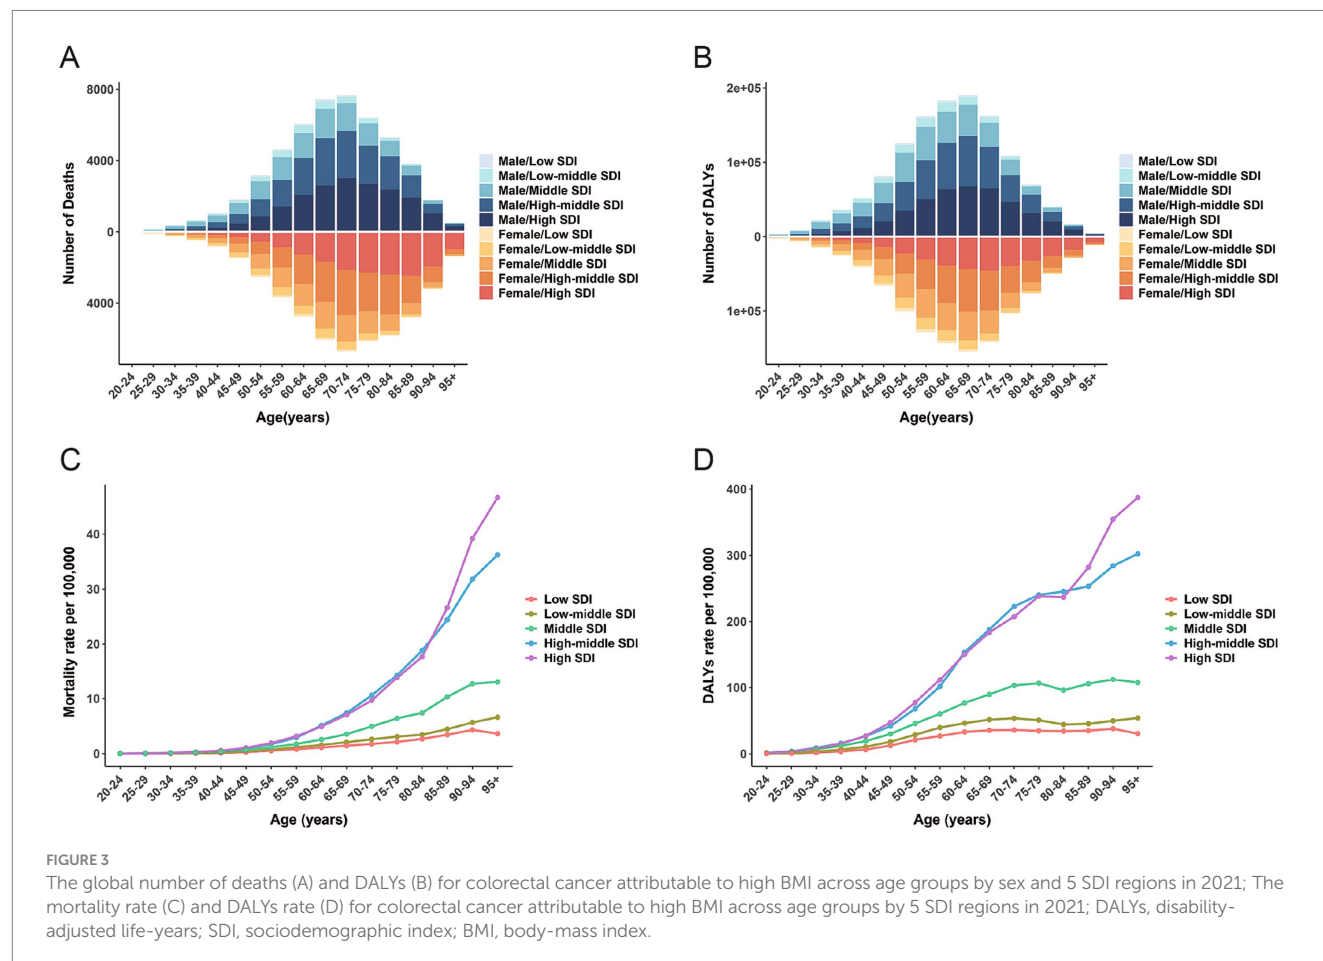 A
8000
4000
0
4000
Number of Deaths
20-24
25-29
30-34
35-39
40-44
45-49
50-54
55-59
60-64
65-69
70-74
75-79
80-84
85-89
90-94
95+
Age(years)
Male/Low SDI
Male/Low-middle SDI
Male/Middle SDI
Male/High-middle SDI
Male/High SDI
Female/Low SDI
Female/Low-middle SDI
Female/Middle SDI
Female/High-middle SDI
Female/High SDI
B
2e+05
1e+05
0
1e+05
Number of DALYs
20-24
25-29
30-34
35-39
40-44
45-49
50-54
55-59
60-64
65-69
70-74
75-79
80-84
85-89
90-94
95+
Age(years)
Male/Low SDI
Male/Low-middle SDI
Male/Middle SDI
Male/High-middle SDI
Male/High SDI
Female/Low SDI
Female/Low-middle SDI
Female/Middle SDI
Female/High-middle SDI
Female/High SDI
C
40
30
20
10
0
Mortality rate per 100,000
20-24
25-29
30-34
35-39
40-44
45-49
50-54
55-59
60-64
65-69
70-74
75-79
80-84
85-89
90-94
95+
Age (years)
Low SDI
Low-middle SDI
Middle SDI
High-middle SDI
High SDI
D
400
300
200
100
0
DALYs rate per 100,000
20-24
25-29
30-34
35-39
40-44
45-49
50-54
55-59
60-64
65-69
70-74
75-79
80-84
85-89
90-94
95+
Age (years)
Low SDI
Low-middle SDI
Middle SDI
High-middle SDI
High SDI
FIGURE 3
The global number of deaths (A) and DALYs (B) for colorectal cancer attributable to high BMI across age groups by sex and 5 SDI regions in 2021; The
mortality rate (C) and DALYs rate (D) for colorectal cancer attributable to high BMI across age groups by 5 SDI regions in 2021; DALYs, disability-
adjusted life-years; SDI, sociodemographic index; BMI, body-mass index.